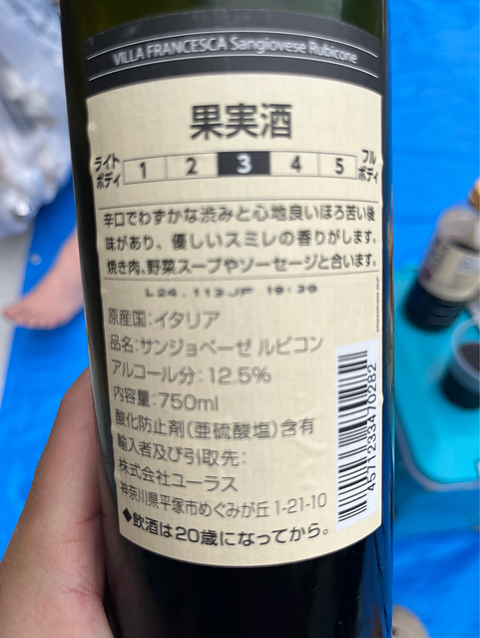 VILLA FRANCESCA Sangiovese Rubicone
果実酒
ライトボディ 1 2 3 4 5 フルボディ
辛口でわずかな渋みと心地良いほろ苦い後
味があり、優しいスミレの香りがします。
焼き肉、野菜スープやソーセージと合います。
L24.113JP 19:39
原産国:イタリア
品名:サンジョベーゼ ルビコン
アルコール分:12.5%
内容量:750ml
酸化防止剤(亜硫酸塩)含有
輸入者及び引取先:
株式会社ユーラス
神奈川県平塚市めぐみが丘1-21-10
◆飲酒は20歳になってから。
4571233470282